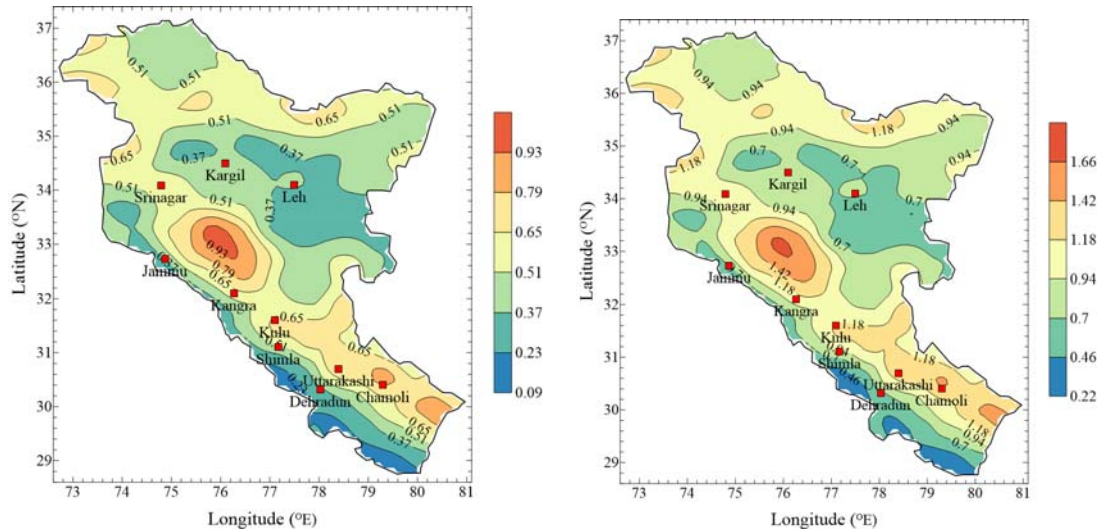 37
36
35
34
33
32
31
30
29
Latitude (°N)
73 74 75 76 77 78 79 80 81
Longitude (°E)
0.51
0.51
0.51
0.65
0.51
0.65
0.37
0.37
Kargil
0.51
Srinagar
Leh
0.51
0.37
0.93
0.79
Jammu
0.65
Kangra
0.65
Kulu
Shimla
0.65
Uttarakashi
Dehradun
Chamoli
0.65
0.51
0.37
0.93
0.79
0.65
0.51
0.37
0.23
0.09
37
36
35
34
33
32
31
30
29
Latitude (°N)
73 74 75 76 77 78 79 80 81
Longitude (°E)
0.94
0.94
0.94
1.18
0.94
1.18
0.7
0.7
Kargil
0.94
Srinagar
Leh
0.94
0.7
0.7
1.42
Jammu
1.18
Kangra
1.18
Kulu
Shimla
1.18
0.46
Uttarakashi
Dehradun
Chamoli
1.18
0.94
0.7
1.66
1.42
1.18
0.94
0.7
0.46
0.22